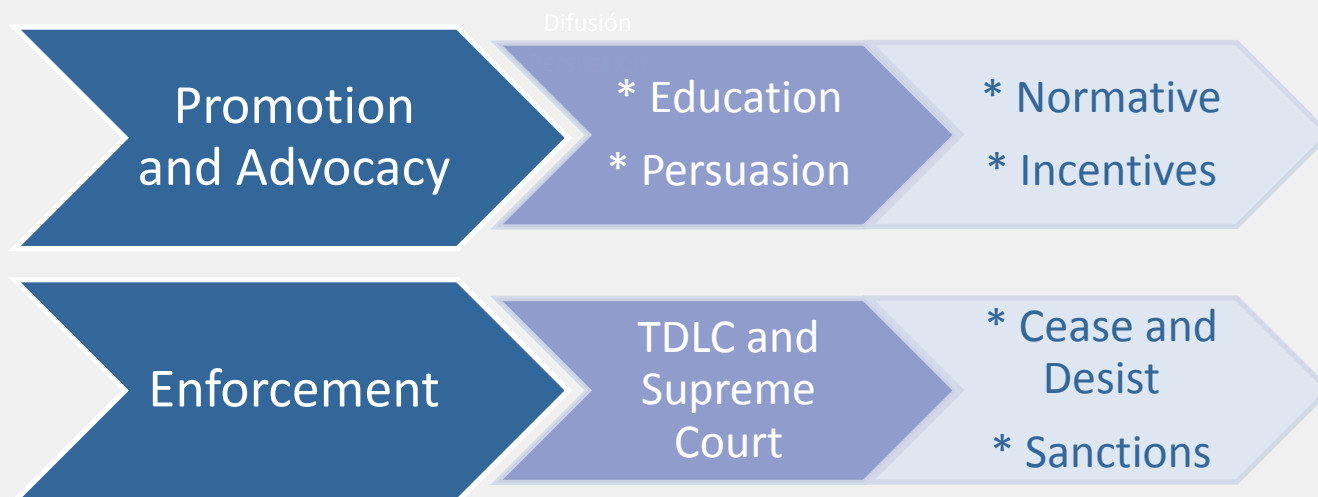 Difusión
Promotion
and Advocacy
* Education
* Persuasion
* Normative
* Incentives
Enforcement
TDLC and
Supreme
Court
* Cease and
Desist
* Sanctions